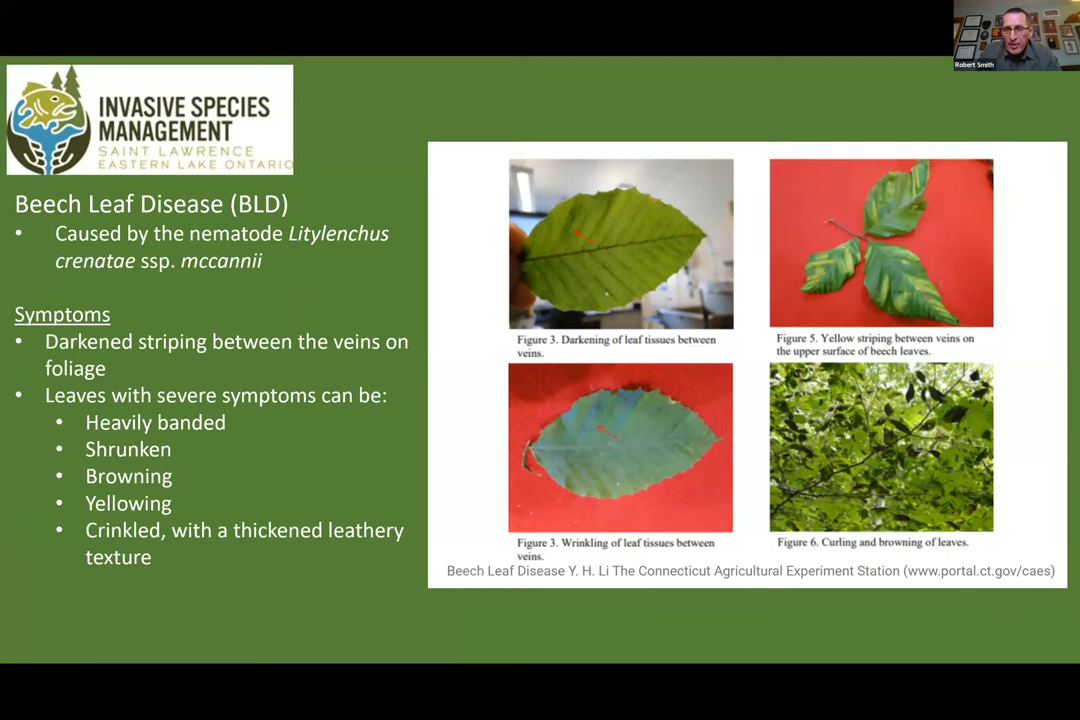 Robert Smith
INVASIVE SPECIES
MANAGEMENT
SAINT LAWRENCE
EASTERN LAKE ONTARIO
Beech Leaf Disease (BLD)
• Caused by the nematode Litylenchus
crenatae ssp. mccannii
Symptoms
• Darkened striping between the veins on
foliage
• Leaves with severe symptoms can be:
• Heavily banded
• Shrunken
• Browning
• Yellowing
• Crinkled, with a thickened leathery
texture
Figure 3. Darkening of leaf tissues between
veins.
Figure 5. Yellow striping between veins on
the upper surface of beech leaves.
Figure 3. Wrinkling of leaf tissues between
veins.
Figure 6. Curling and browning of leaves.
Beech Leaf Disease Y. H. Li The Connecticut Agricultural Experiment Station (www.portal.ct.gov/caes)